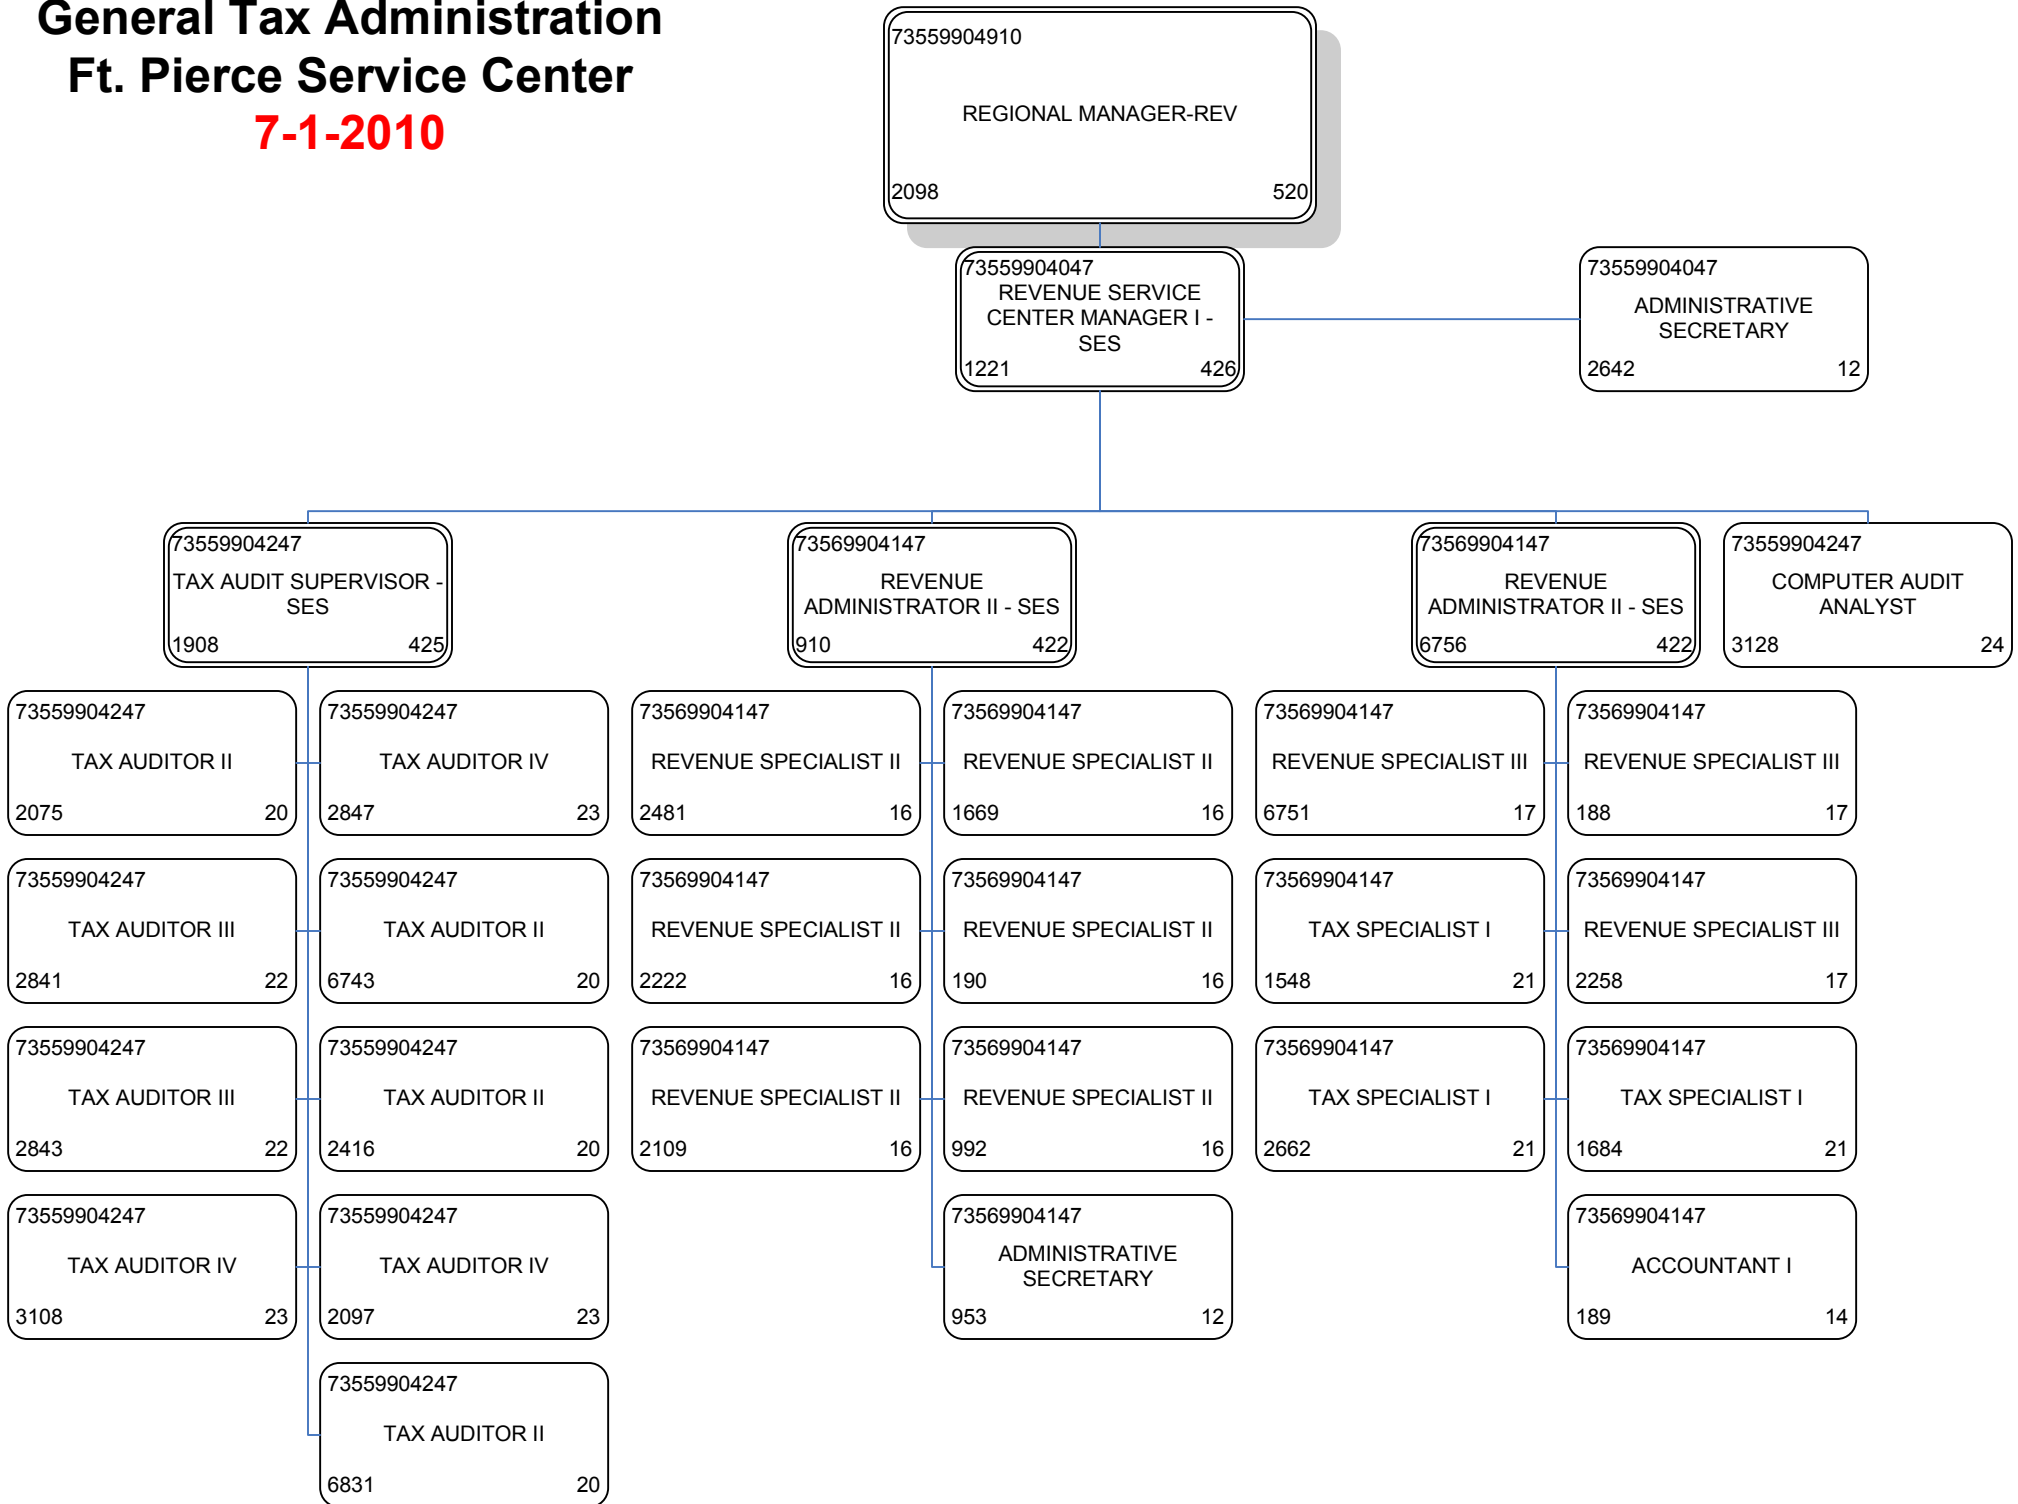 General Tax Administration
Ft. Pierce Service Center
7-1-2010
73559904910
REGIONAL MANAGER-REV
2098 520
73559904047
REVENUE SERVICE
CENTER MANAGER I -
SES
1221 426
73559904047
ADMINISTRATIVE
SECRETARY
2642 12
73559904247
TAX AUDIT SUPERVISOR -
SES
1908 425
73569904147
REVENUE
ADMINISTRATOR II - SES
910 422
73569904147
REVENUE
ADMINISTRATOR II - SES
6756 422
73559904247
COMPUTER AUDIT
ANALYST
3128 24
73559904247
TAX AUDITOR II
2075 20
73559904247
TAX AUDITOR IV
2847 23
73569904147
REVENUE SPECIALIST II
2481 16
73569904147
REVENUE SPECIALIST II
1669 16
73569904147
REVENUE SPECIALIST III
6751 17
73569904147
REVENUE SPECIALIST III
188 17
73559904247
TAX AUDITOR III
2841 22
73559904247
TAX AUDITOR II
6743 20
73569904147
REVENUE SPECIALIST II
2222 16
73569904147
REVENUE SPECIALIST II
190 16
73569904147
TAX SPECIALIST I
1548 21
73569904147
REVENUE SPECIALIST III
2258 17
73559904247
TAX AUDITOR III
2843 22
73559904247
TAX AUDITOR II
2416 20
73569904147
REVENUE SPECIALIST II
2109 16
73569904147
REVENUE SPECIALIST II
992 16
73569904147
TAX SPECIALIST I
2662 21
73569904147
TAX SPECIALIST I
1684 21
73559904247
TAX AUDITOR IV
3108 23
73559904247
TAX AUDITOR IV
2097 23
73569904147
ADMINISTRATIVE
SECRETARY
953 12
73569904147
ACCOUNTANT I
189 14
73559904247
TAX AUDITOR II
6831 20